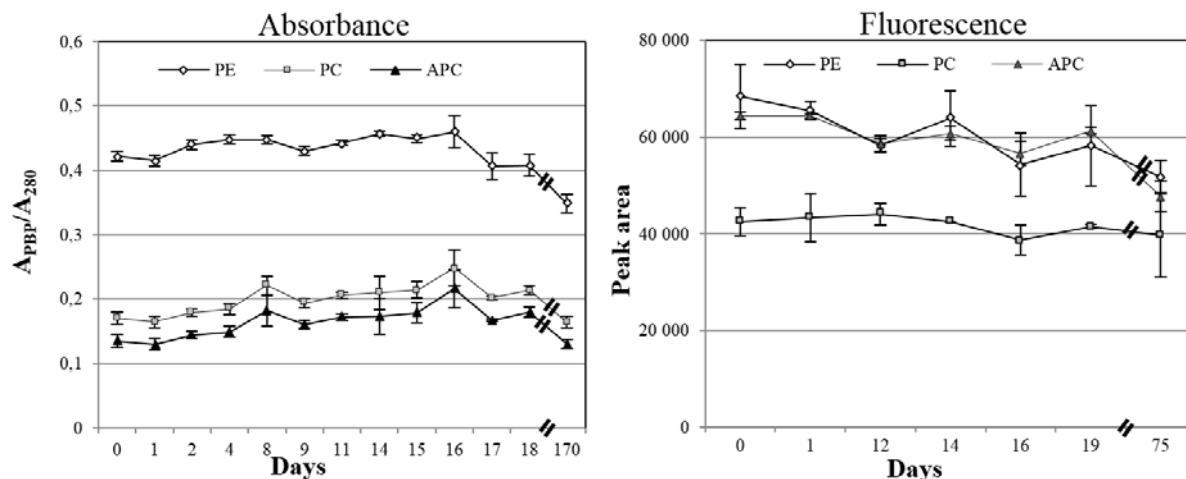 Absorbance
0,6
0,5
0,4
0,3
0,2
0,1
0
A_PBP/A_280
PE PC APC
0 1 2 4 8 9 11 14 15 16 17 18 170
Days
Fluorescence
80 000
60 000
40 000
20 000
0
Peak area
PE PC APC
0 1 12 14 16 19 75
Days